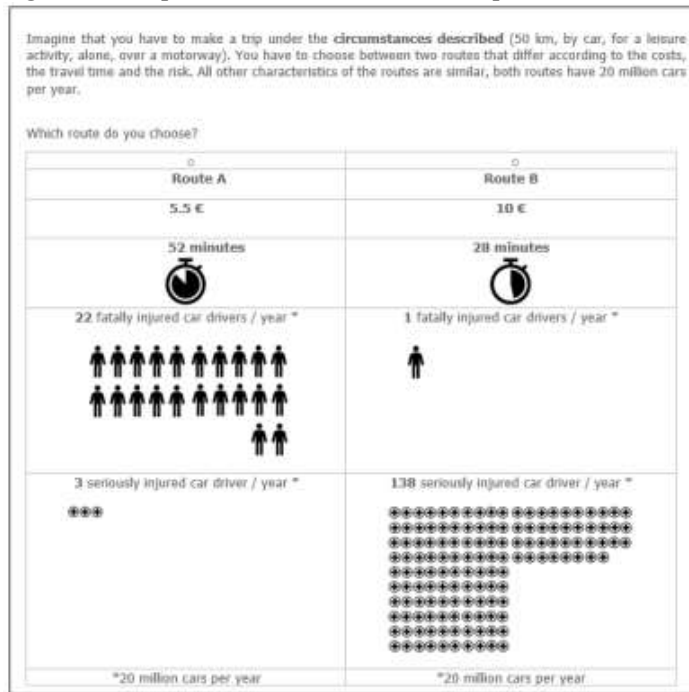 Imagine that you have to make a trip under the circumstances described (50 km, by car, for a leisure
activity, alone, over a motorway). You have to choose between two routes that differ according to the costs,
the travel time and the risk. All other characteristics of the routes are similar, both routes have 20 million cars
per year.
Which route do you choose?
Route A
Route B
5.5 €
10 €
52 minutes
28 minutes
22 fatally injured car drivers / year *
1 fatally injured car drivers / year *
3 seriously injured car driver / year *
138 seriously injured car driver / year *
*20 million cars per year
*20 million cars per year